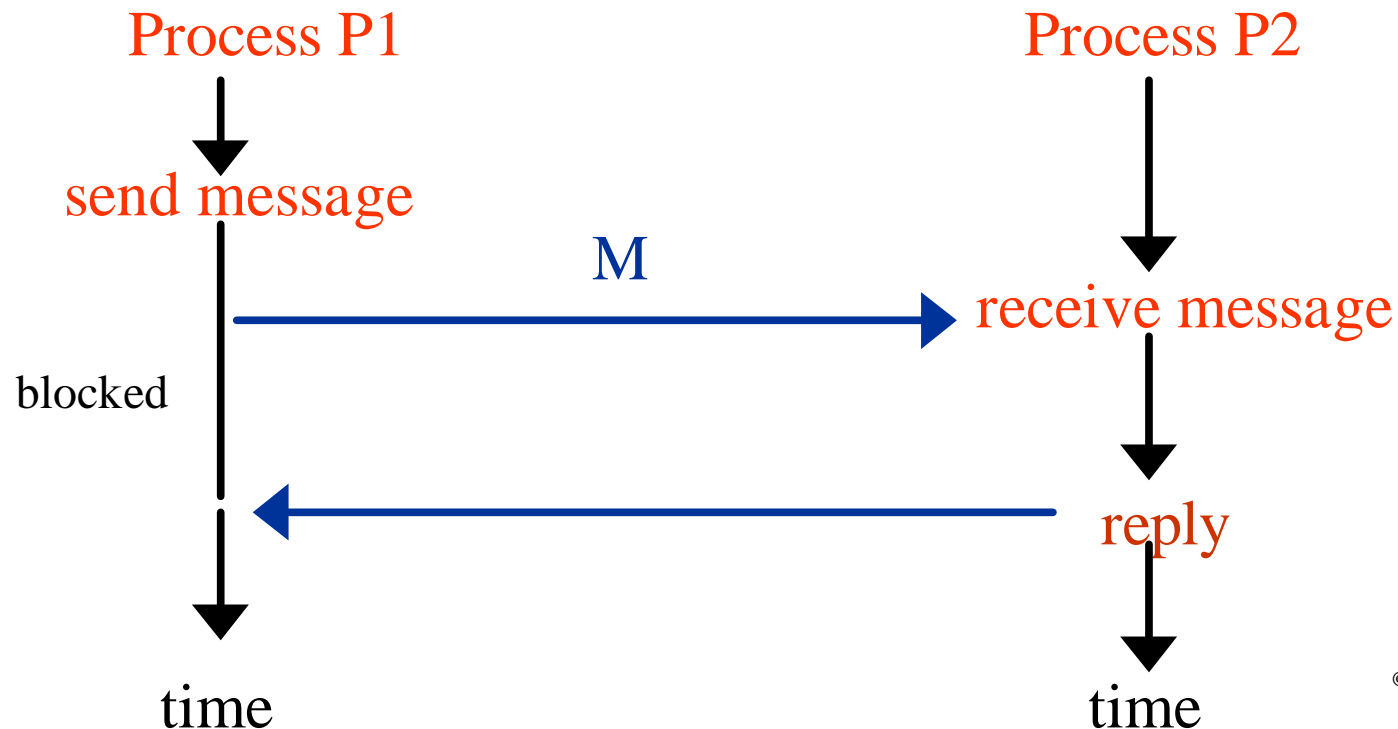 Process P1
Process P2
send message
M
receive message
blocked
reply
time
time
©